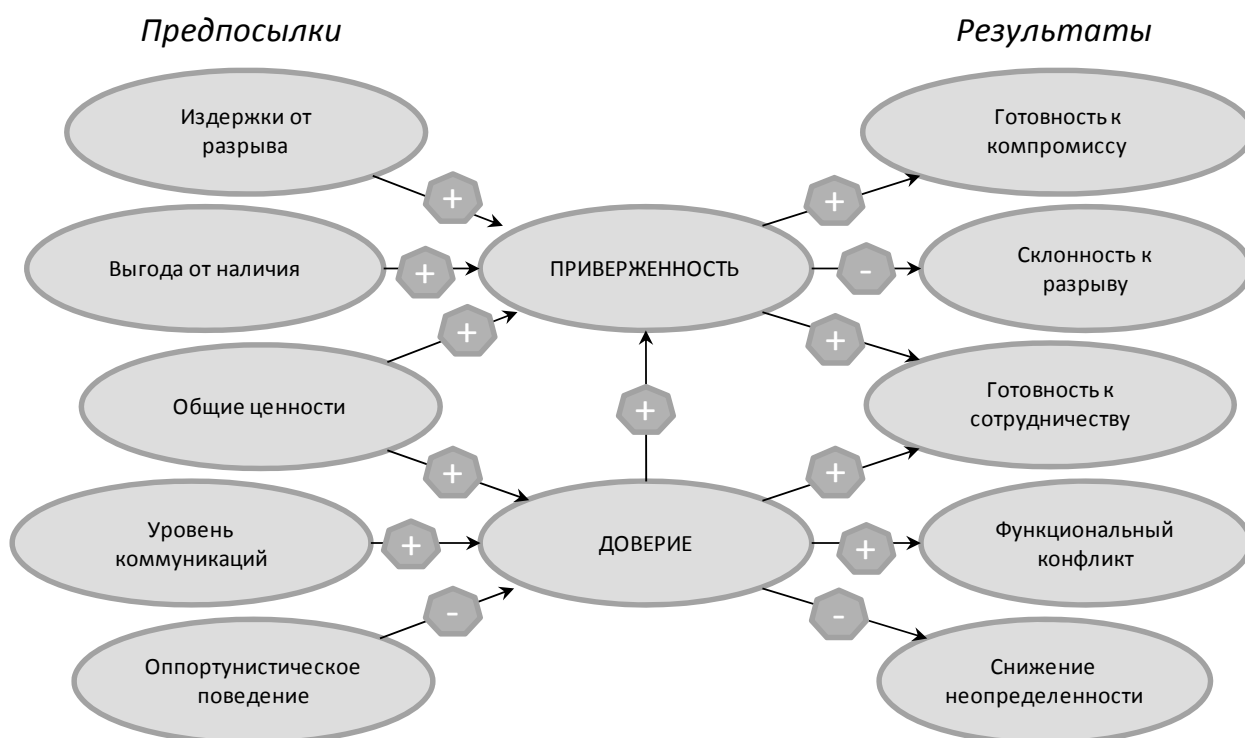 Предпосылки
Результаты
Издержки от
разрыва
Готовность к
компромиссу
+
+
Выгода от наличия
+
ПРИВЕРЖЕННОСТЬ
-
Склонность к
разрыву
+
+
Общие ценности
+
Готовность к
сотрудничеству
+
+
Уровень
коммуникаций
+
ДОВЕРИЕ
+
Функциональный
конфликт
-
-
Оппортунистическое
поведение
Снижение
неопределенности